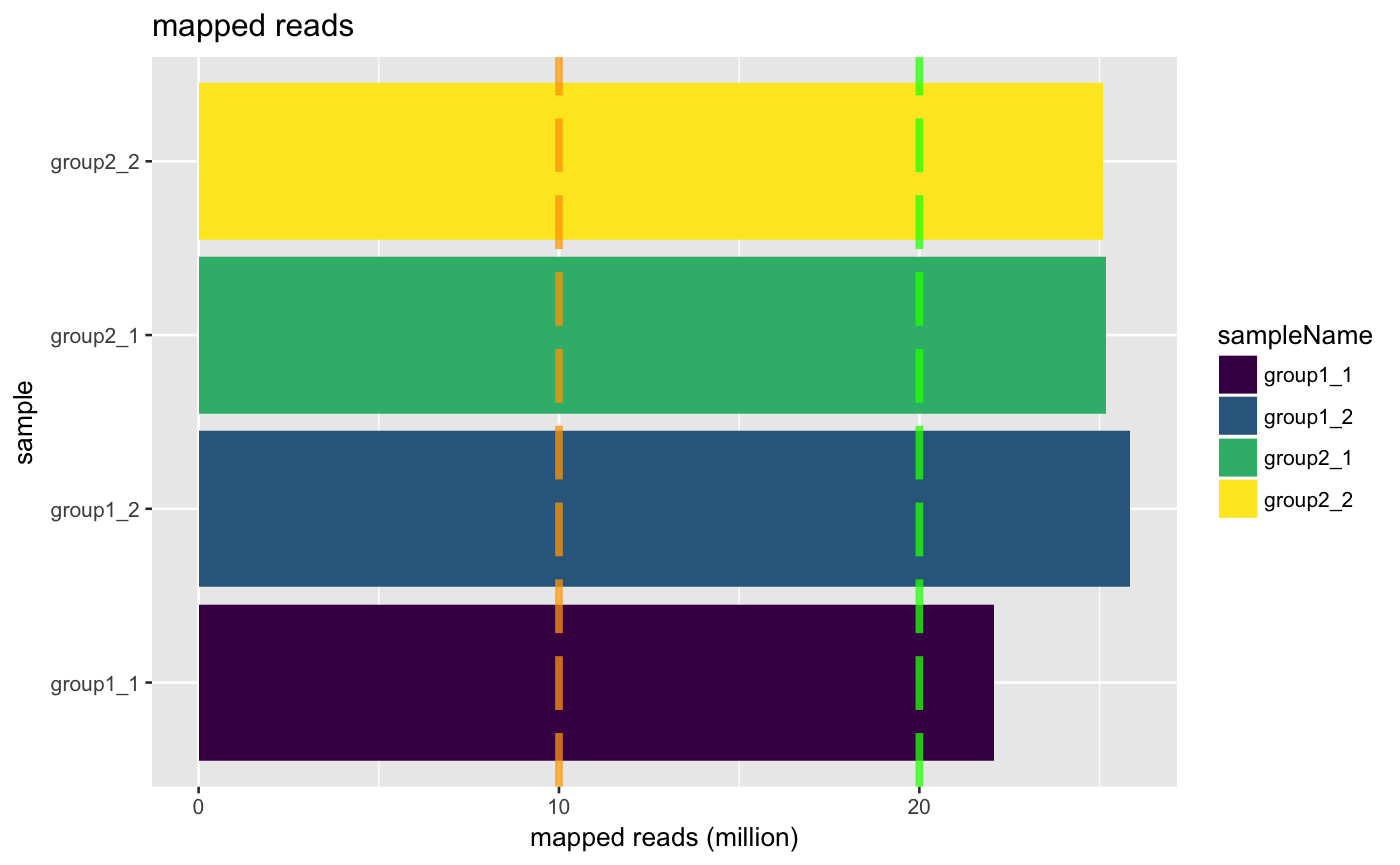 mapped reads
group2_2
group2_1
group1_2
group1_1
sample
0
10
20
mapped reads (million)
sampleName
group1_1
group1_2
group2_1
group2_2